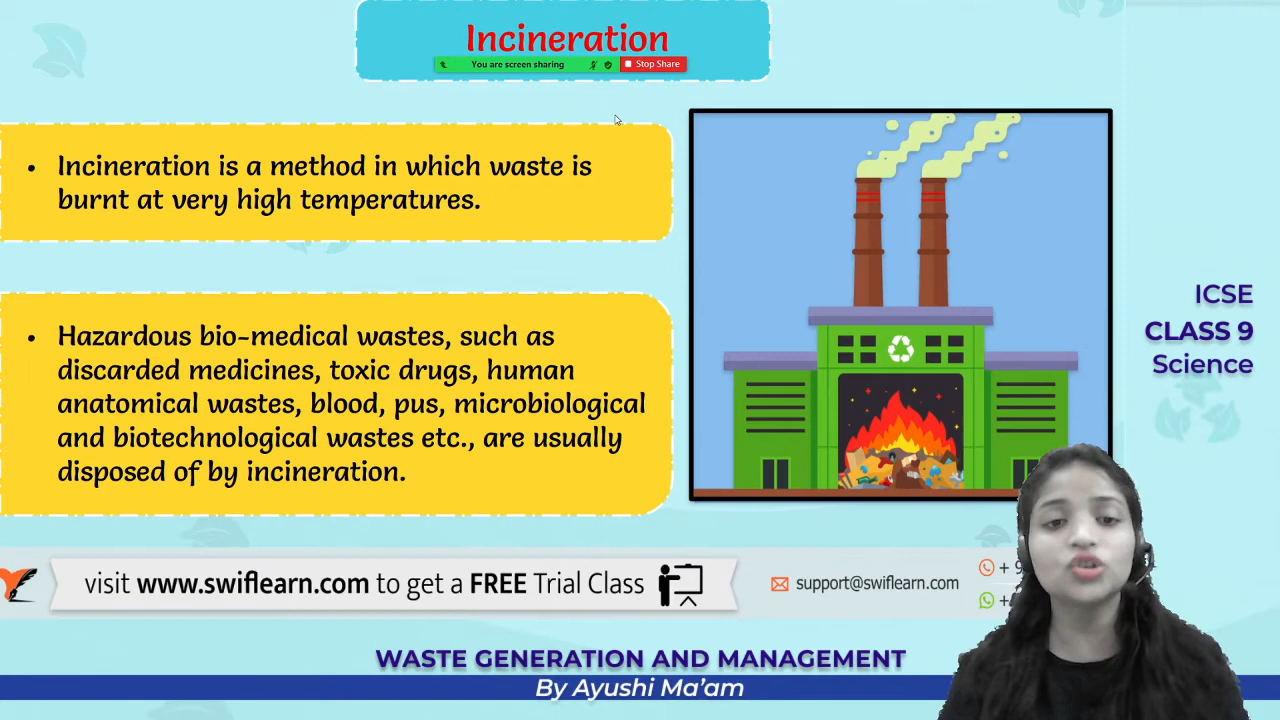 Incineration
You are screen sharing
Stop Share
• Incineration is a method in which waste is
burnt at very high temperatures.
• Hazardous bio-medical wastes, such as
discarded medicines, toxic drugs, human
anatomical wastes, blood, pus, microbiological
and biotechnological wastes etc., are usually
disposed of by incineration.
ICSE
CLASS 9
Science
visit www.swiflearn.com to get a FREE Trial Class
support@swiflearn.com
+ 9
+
WASTE GENERATION AND MANAGEMENT
By Ayushi Ma'am